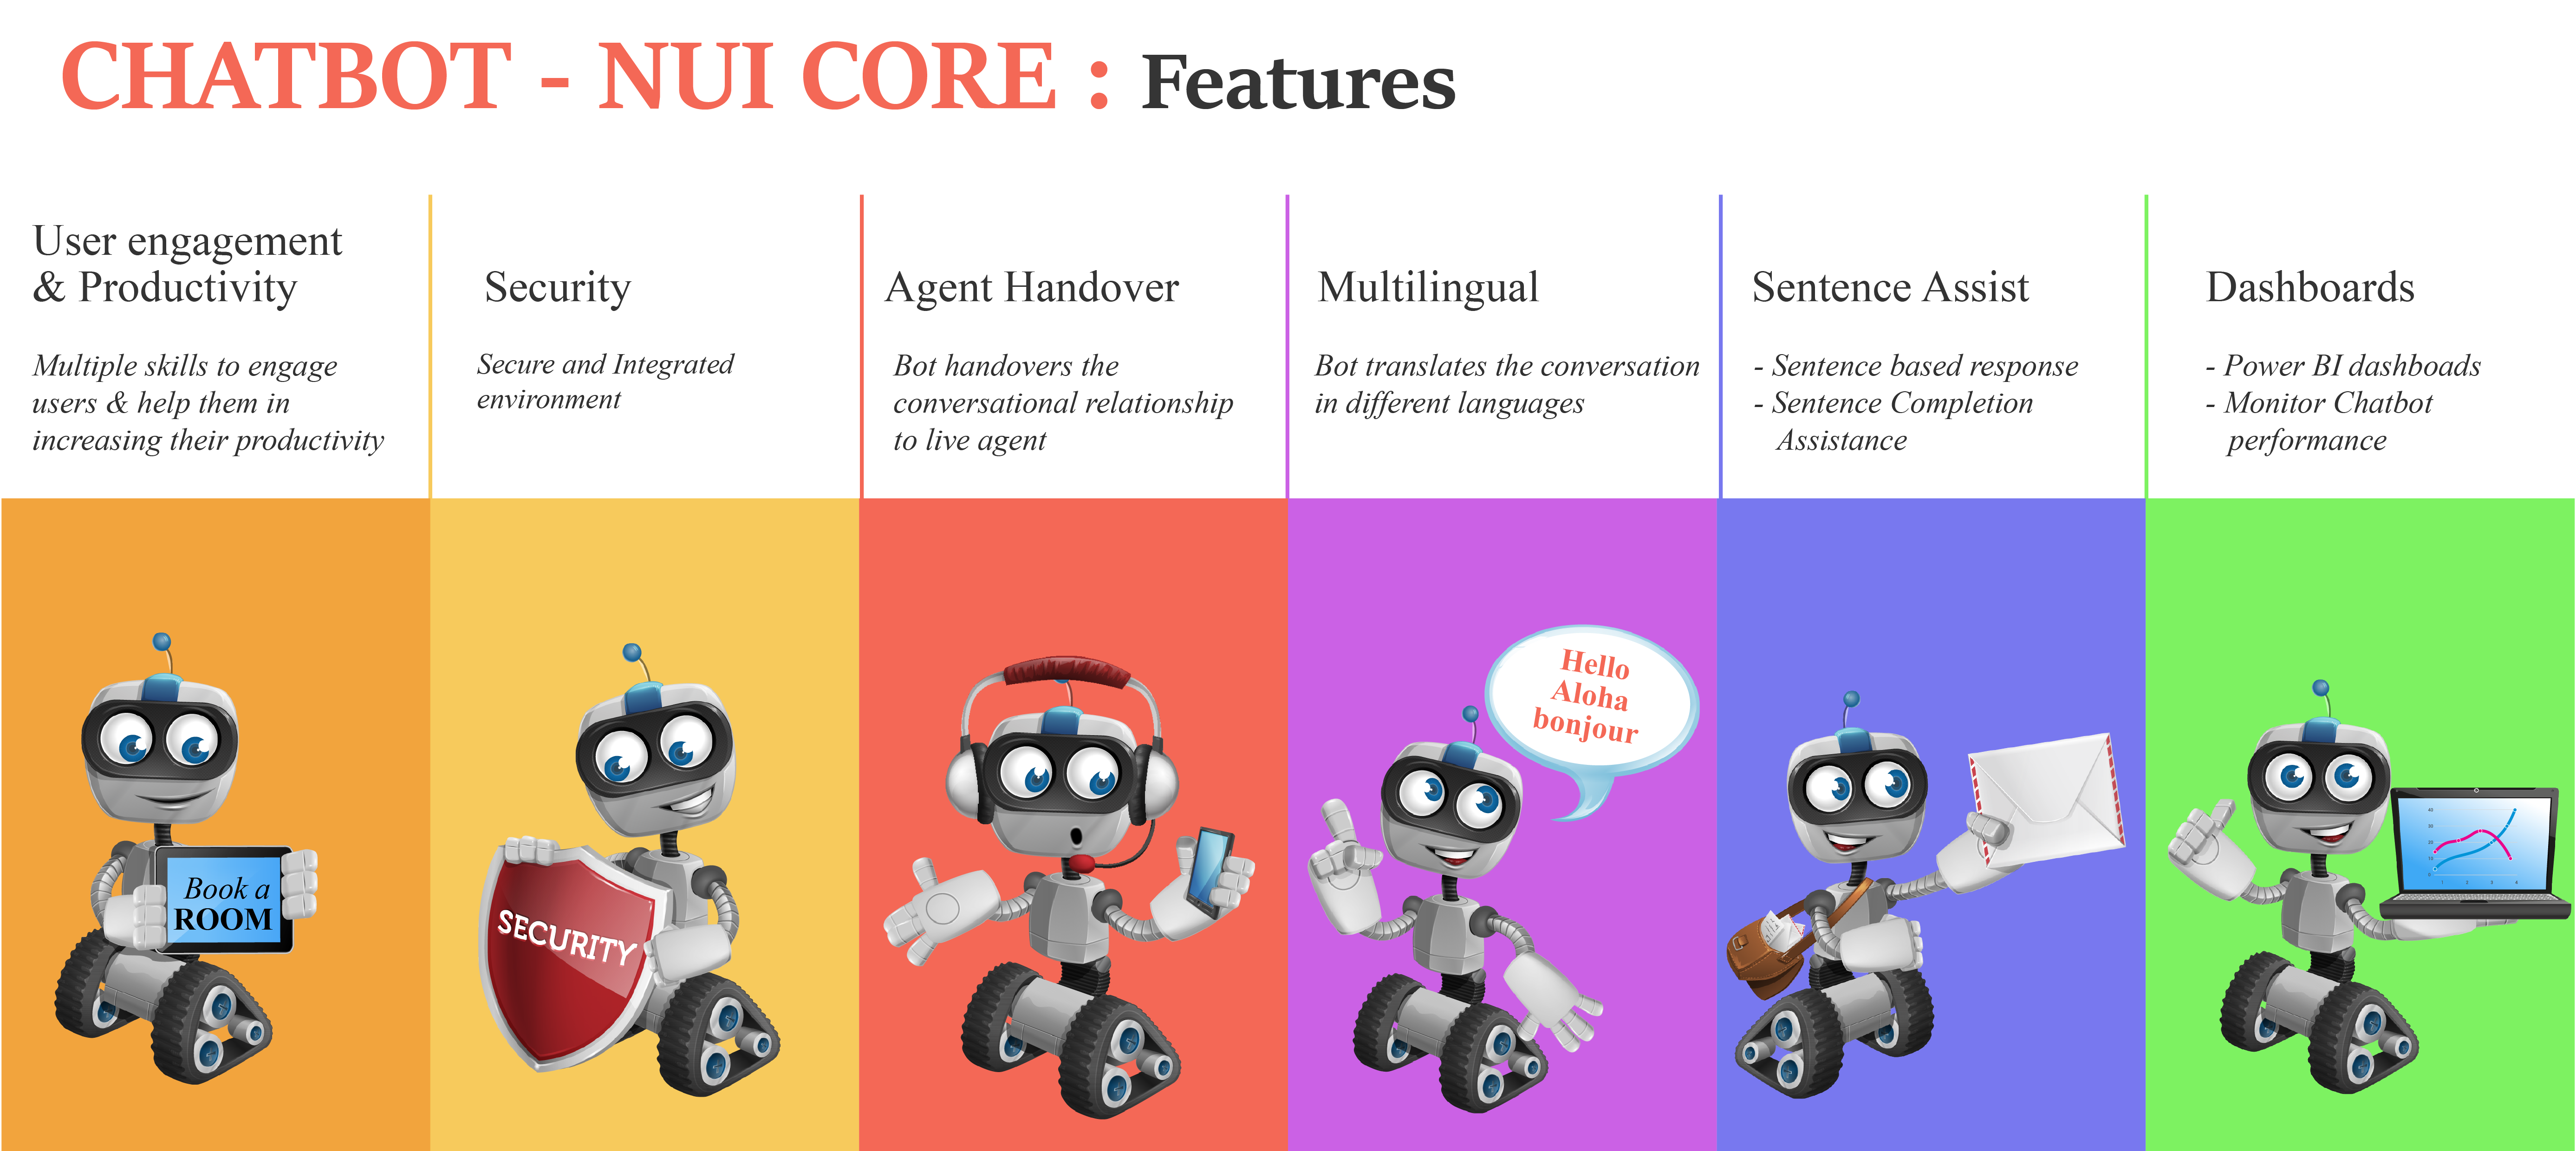 CHATBOT - NUI CORE : Features
User engagement
& Productivity
Multiple skills to engage
users & help them in
increasing their productivity
Security
Secure and Integrated
environment
Agent Handover
Bot handovers the
conversational relationship
to live agent
Multilingual
Bot translates the conversation
in different languages
Sentence Assist
- Sentence based response
- Sentence Completion
Assistance
Dashboards
- Power BI dashboads
- Monitor Chatbot
performance
Book a
ROOM
SECURITY
Hello
Aloha
bonjour